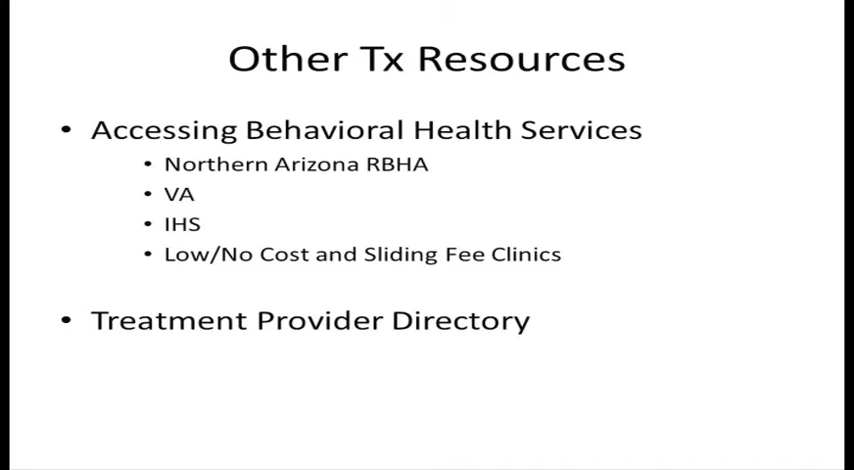 Other Tx Resources
• Accessing Behavioral Health Services
• Northern Arizona RBHA
• VA
• IHS
• Low/No Cost and Sliding Fee Clinics
• Treatment Provider Directory